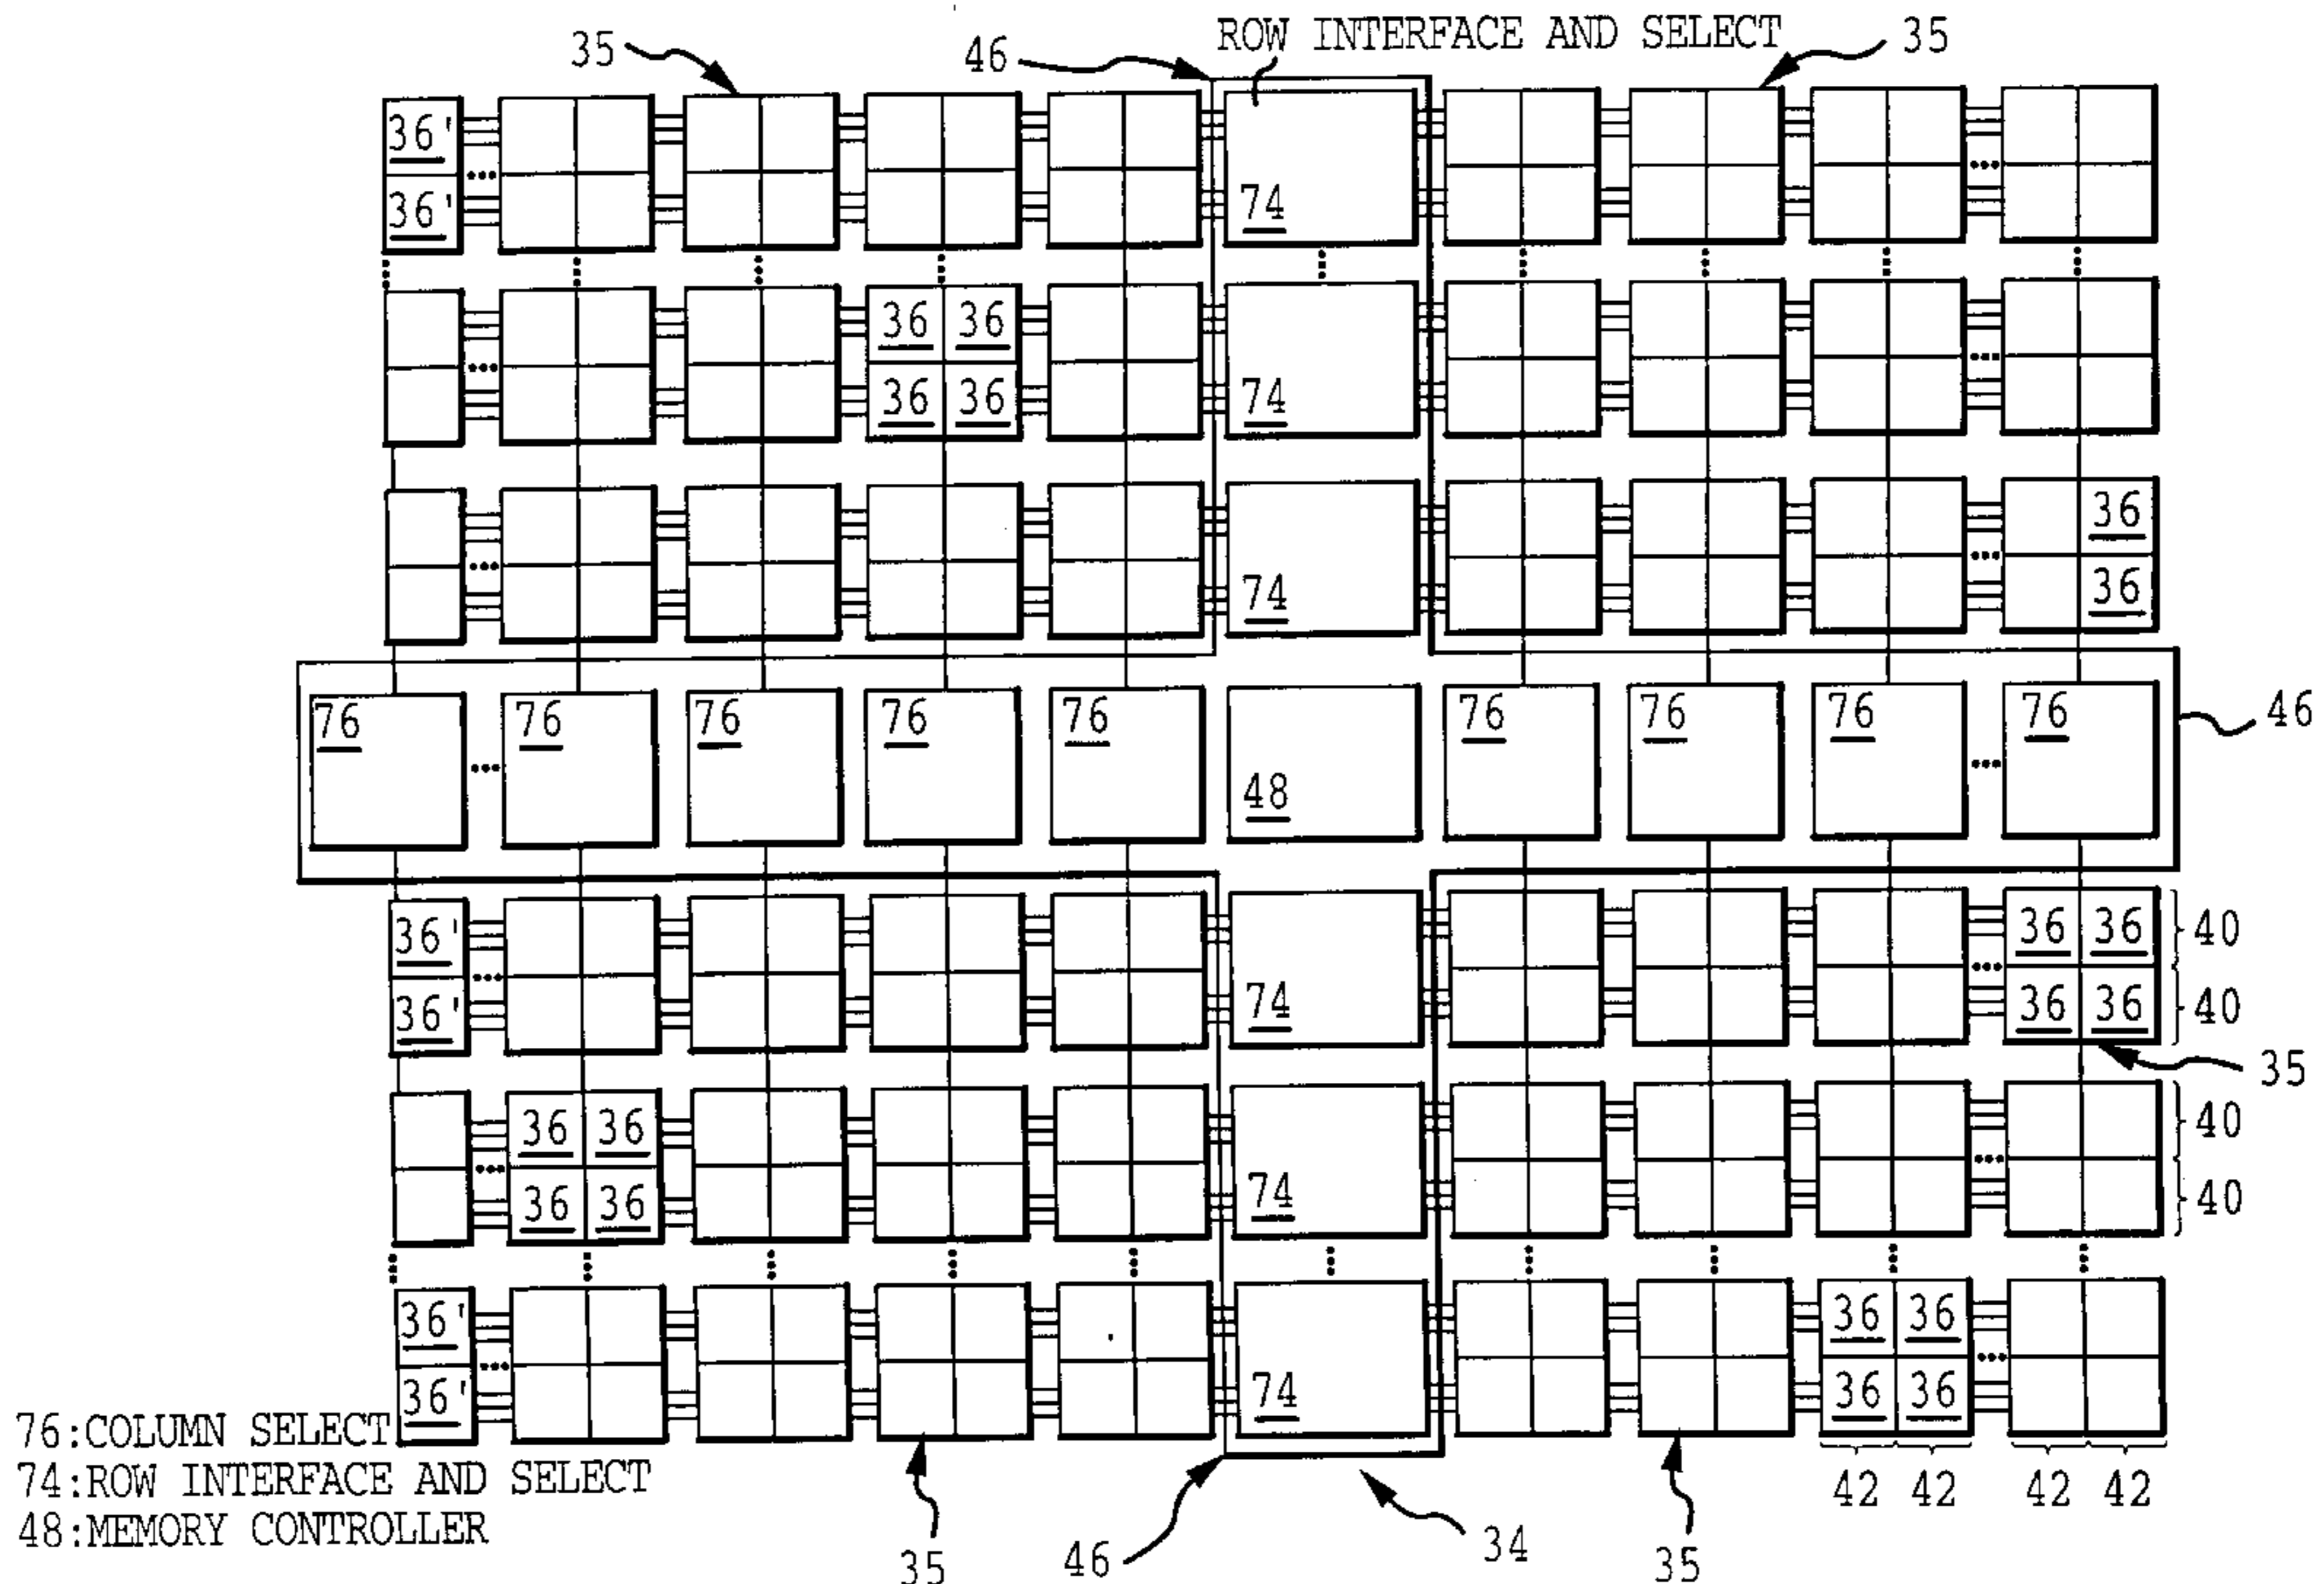 ROW INTERFACE AND SELECT
35 46 35
36'
36' 74
36 36
36 36 74
36
74 36
76 76 76 76 76 76 76 76 76 46
48
36' 36 36 40
36' 74 36 36 40
35
36 36 40
36 36 74 40
36' 36 36
36' 74 36 36
76:COLUMN SELECT
74:ROW INTERFACE AND SELECT
48:MEMORY CONTROLLER
42 42 42 42
35 46 34 35